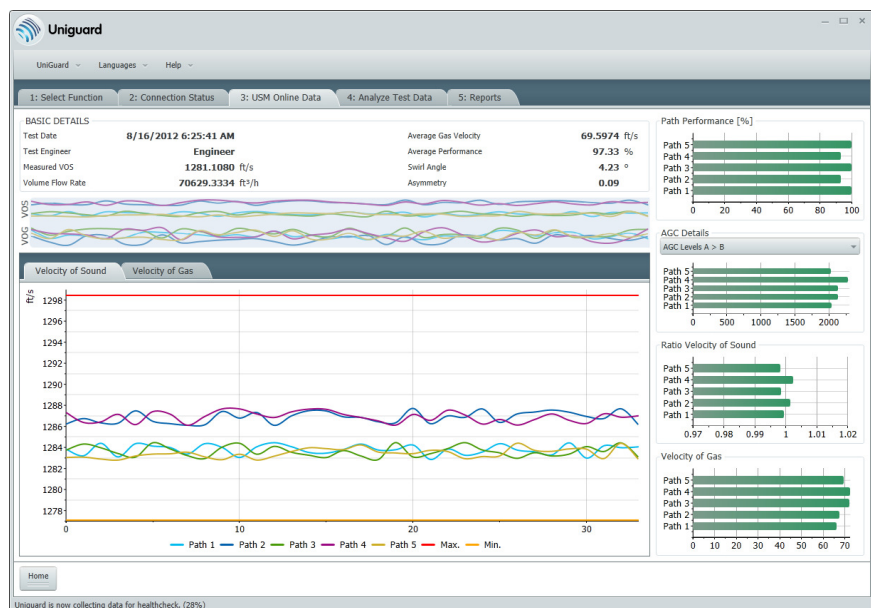 Uniguard
UniGuard Languages Help
1: Select Function 2: Connection Status 3: USM Online Data 4: Analyze Test Data 5: Reports
BASIC DETAILS
Test Date 8/16/2012 6:25:41 AM Average Gas Velocity 69.5974 ft/s
Test Engineer Engineer Average Performance 97.33 %
Measured VOS 1281.1080 ft/s Swirl Angle 4.23 °
Volume Flow Rate 70629.3334 ft³/h Asymmetry 0.09
VOS
VOG
Velocity of Sound Velocity of Gas
ft/s
1298
1296
1294
1292
1290
1288
1286
1284
1282
1280
1278
0 10 20 30
Path 1 Path 2 Path 3 Path 4 Path 5 Max. Min.
Path Performance [%]
Path 5
Path 4
Path 3
Path 2
Path 1
0 20 40 60 80 100
AGC Details
AGC Levels A > B
Path 5
Path 4
Path 3
Path 2
Path 1
0 500 1000 1500 2000
Ratio Velocity of Sound
Path 5
Path 4
Path 3
Path 2
Path 1
0.97 0.98 0.99 1 1.01 1.02
Velocity of Gas
Path 5
Path 4
Path 3
Path 2
Path 1
0 10 20 30 40 50 60 70
Home
Uniguard is now collecting data for healthcheck. (28%)